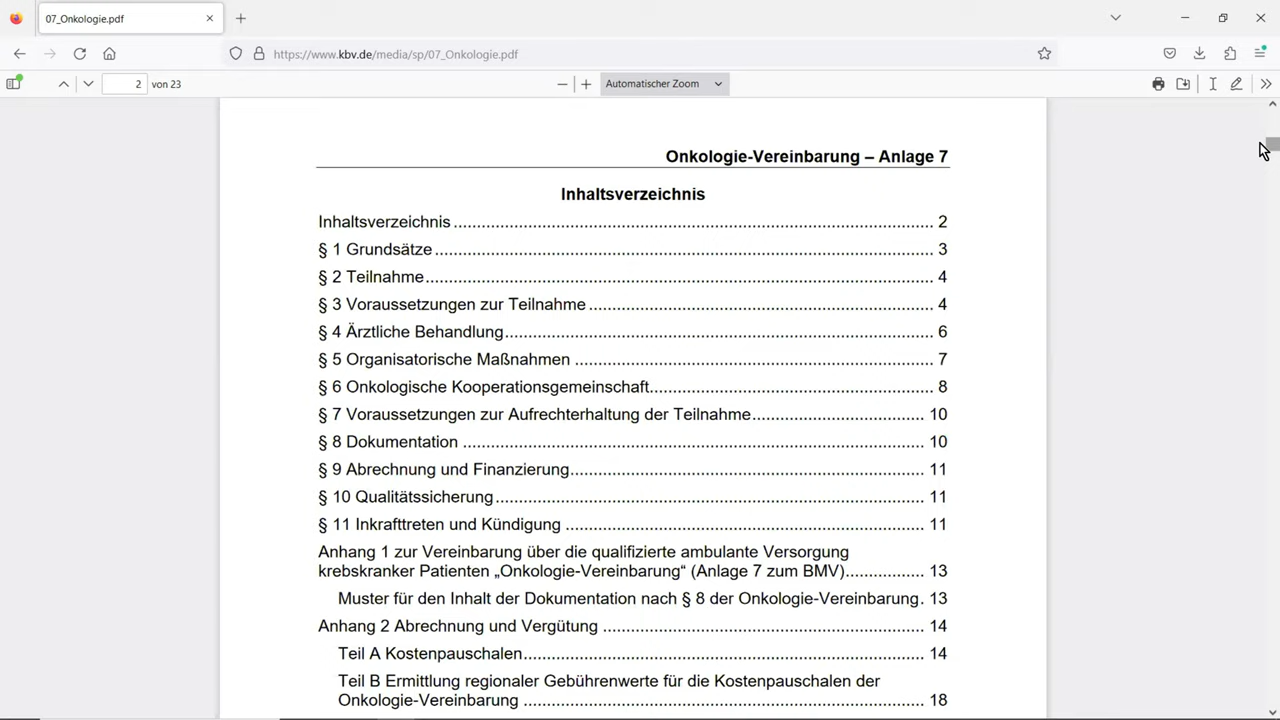 07_Onkologie.pdf
https://www.kbv.de/media/sp/07_Onkologie.pdf
2 von 23
Automatischer Zoom
Onkologie-Vereinbarung – Anlage 7
Inhaltsverzeichnis
Inhaltsverzeichnis ........ 2
§ 1 Grundsätze ........ 3
§ 2 Teilnahme ........ 4
§ 3 Voraussetzungen zur Teilnahme ........ 4
§ 4 Ärztliche Behandlung ........ 6
§ 5 Organisatorische Maßnahmen ........ 7
§ 6 Onkologische Kooperationsgemeinschaft ........ 8
§ 7 Voraussetzungen zur Aufrechterhaltung der Teilnahme ........ 10
§ 8 Dokumentation ........ 10
§ 9 Abrechnung und Finanzierung ........ 11
§ 10 Qualitätssicherung ........ 11
§ 11 Inkrafttreten und Kündigung ........ 11
Anhang 1 zur Vereinbarung über die qualifizierte ambulante Versorgung
krebskranker Patienten „Onkologie-Vereinbarung“ (Anlage 7 zum BMV) ........ 13
Muster für den Inhalt der Dokumentation nach § 8 der Onkologie-Vereinbarung . 13
Anhang 2 Abrechnung und Vergütung ........ 14
Teil A Kostenpauschalen ........ 14
Teil B Ermittlung regionaler Gebührenwerte für die Kostenpauschalen der
Onkologie-Vereinbarung ........ 18